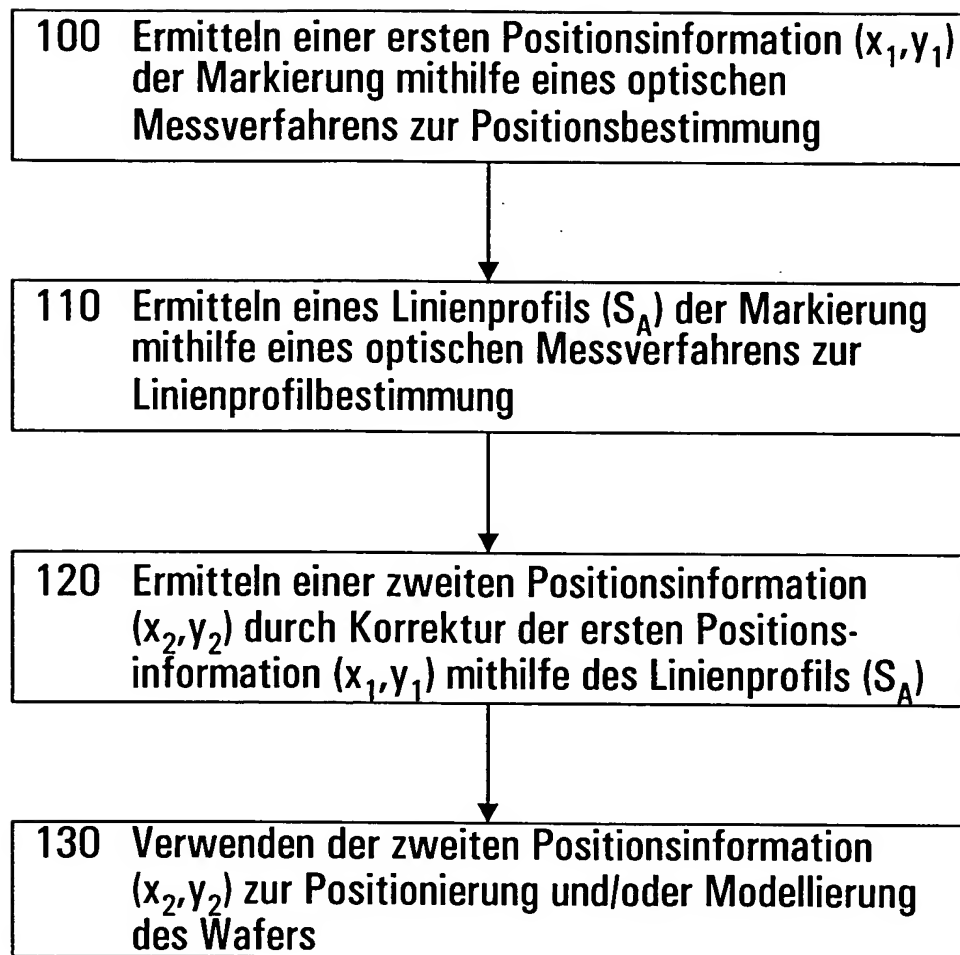 100 Ermitteln einer ersten Positionsinformation (x₁,y₁)
der Markierung mithilfe eines optischen
Messverfahrens zur Positionsbestimmung
110 Ermitteln eines Linienprofils (S_A) der Markierung
mithilfe eines optischen Messverfahrens zur
Linienprofilbestimmung
120 Ermitteln einer zweiten Positionsinformation
(x₂,y₂) durch Korrektur der ersten Positions-
information (x₁,y₁) mithilfe des Linienprofils (S_A)
130 Verwenden der zweiten Positionsinformation
(x₂,y₂) zur Positionierung und/oder Modellierung
des Wafers